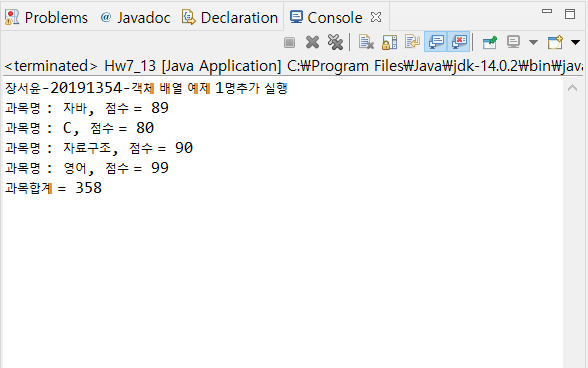 Problems @ Javadoc Declaration Console
<terminated> Hw7_13 [Java Application] C:₩Program Files₩Java₩jdk-14.0.2₩bin₩java
장서윤-20191354-객체 배열 예제 1명추가 실행
과목명 : 자바, 점수 = 89
과목명 : C, 점수 = 80
과목명 : 자료구조, 점수 = 90
과목명 : 영어, 점수 = 99
과목합계 = 358